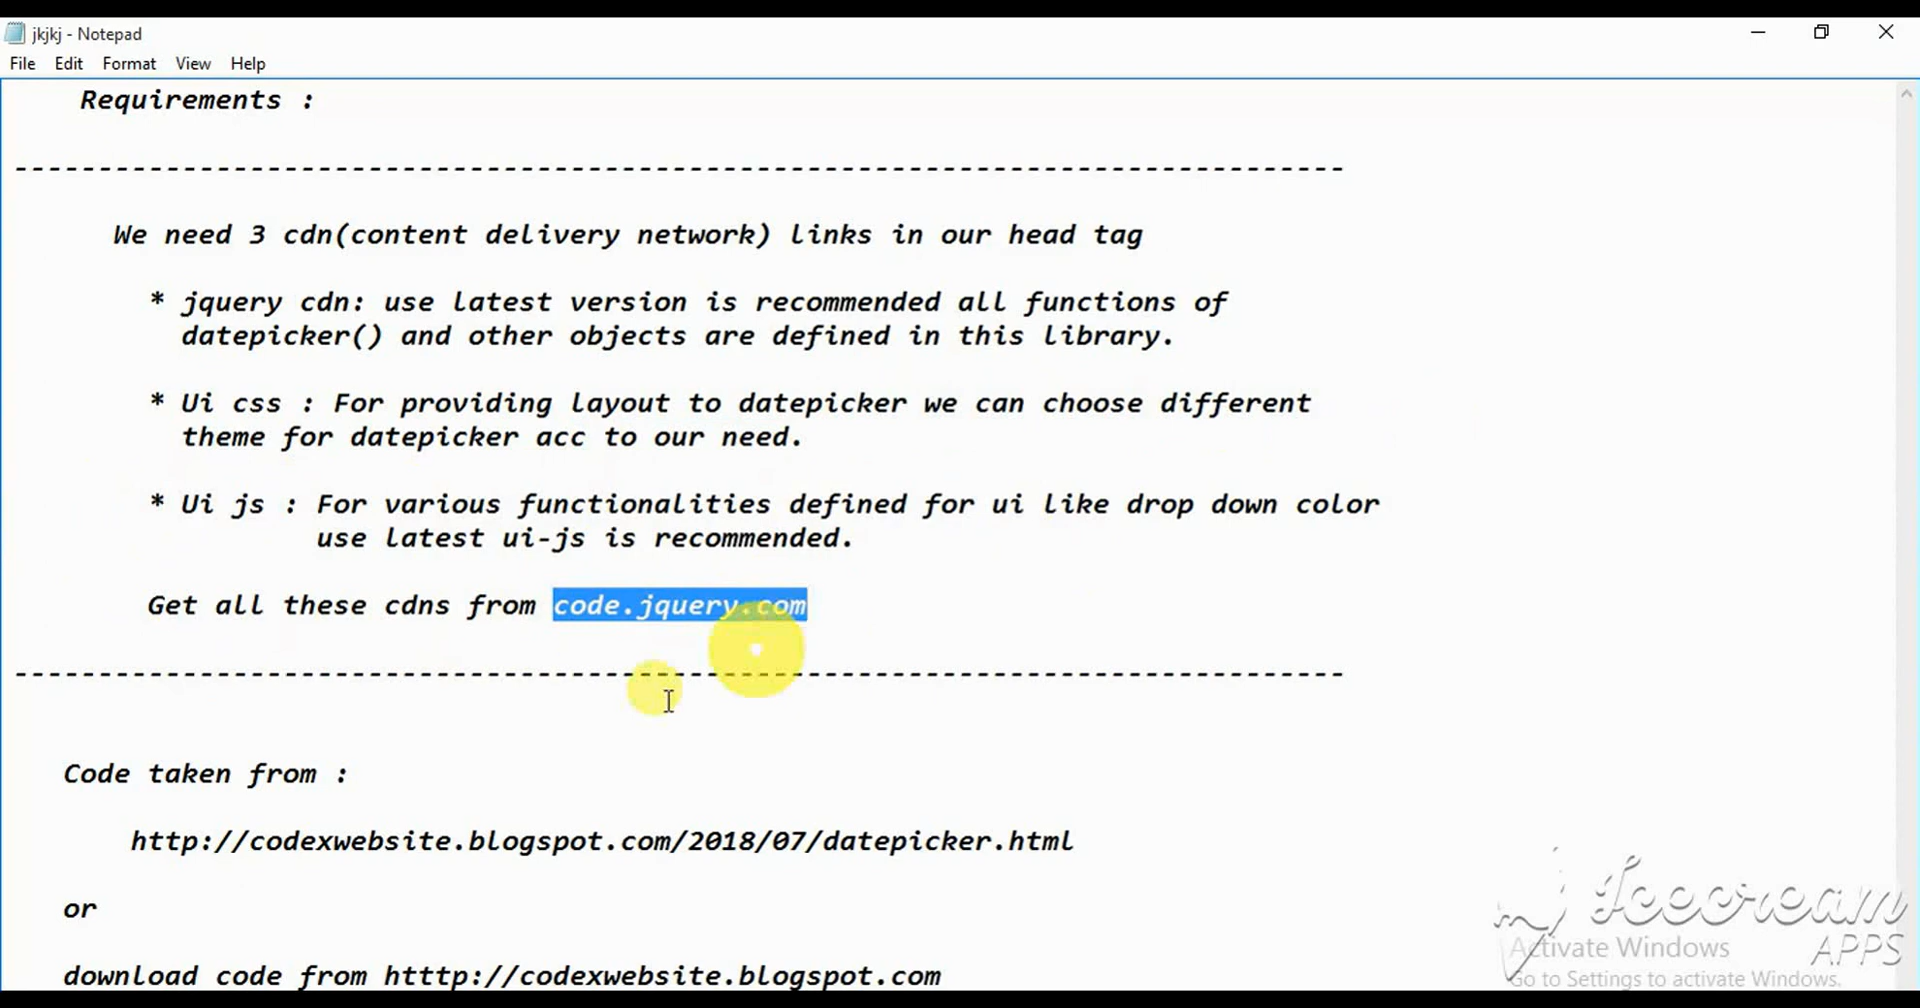 jkjkj - Notepad
File Edit Format View Help
Requirements :
--------------------------------------------------------------------------------
We need 3 cdn(content delivery network) links in our head tag
* jquery cdn: use latest version is recommended all functions of
datepicker() and other objects are defined in this library.
* Ui css : For providing layout to datepicker we can choose different
theme for datepicker acc to our need.
* Ui js : For various functionalities defined for ui like drop down color
use latest ui-js is recommended.
Get all these cdns from code.jquery.com
--------------------------------------------------------------------------------
Code taken from :
http://codexwebsite.blogspot.com/2018/07/datepicker.html
or
download code from htttp://codexwebsite.blogspot.com
Icecream
APPS
Activate Windows
Go to Settings to activate Windows.